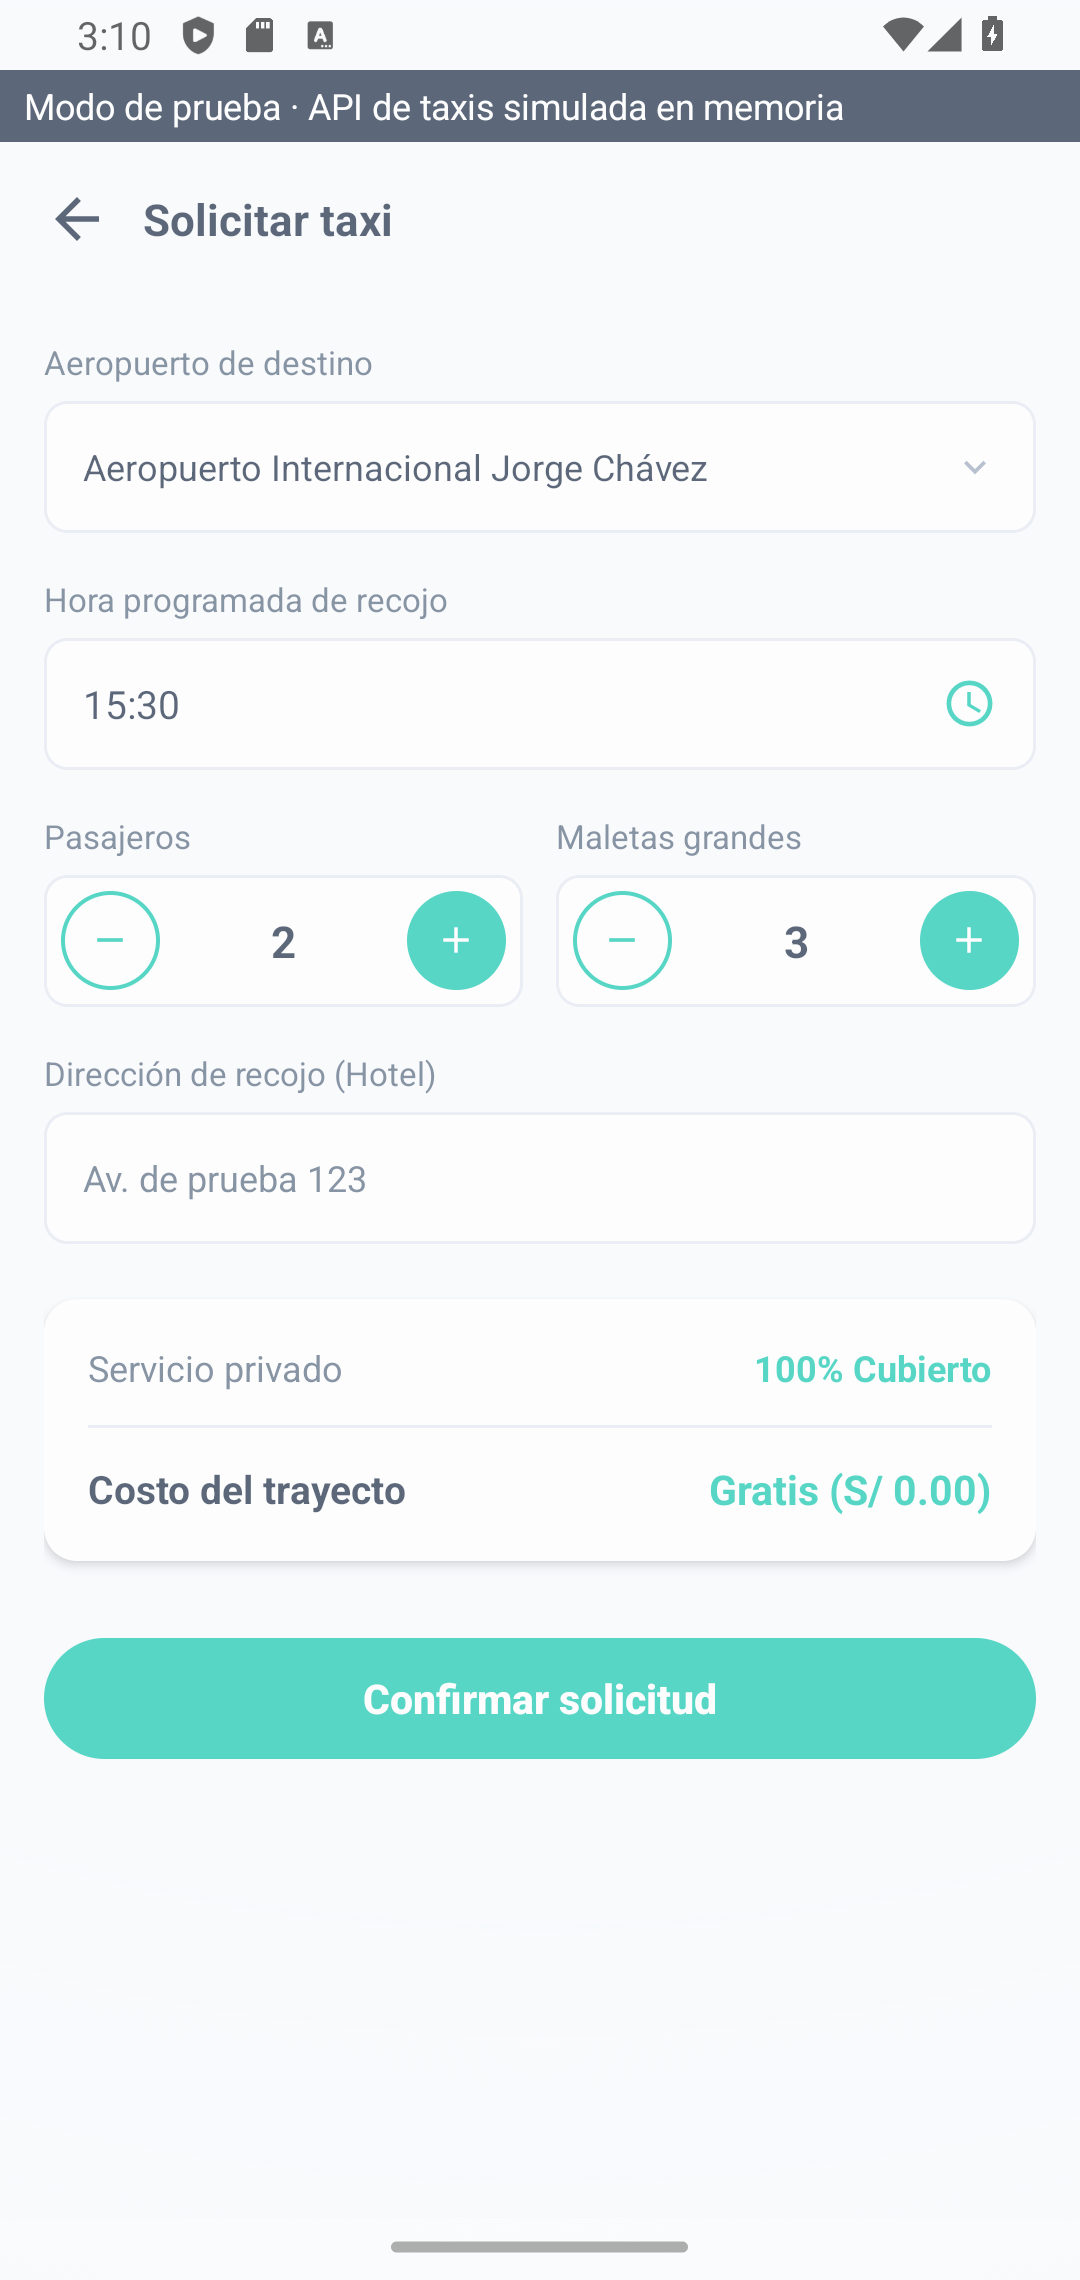 3:10
Modo de prueba · API de taxis simulada en memoria
Solicitar taxi
Aeropuerto de destino
Aeropuerto Internacional Jorge Chávez
Hora programada de recojo
15:30
Pasajeros Maletas grandes
− 2 + − 3 +
Dirección de recojo (Hotel)
Av. de prueba 123
Servicio privado 100% Cubierto
Costo del trayecto Gratis (S/ 0.00)
Confirmar solicitud